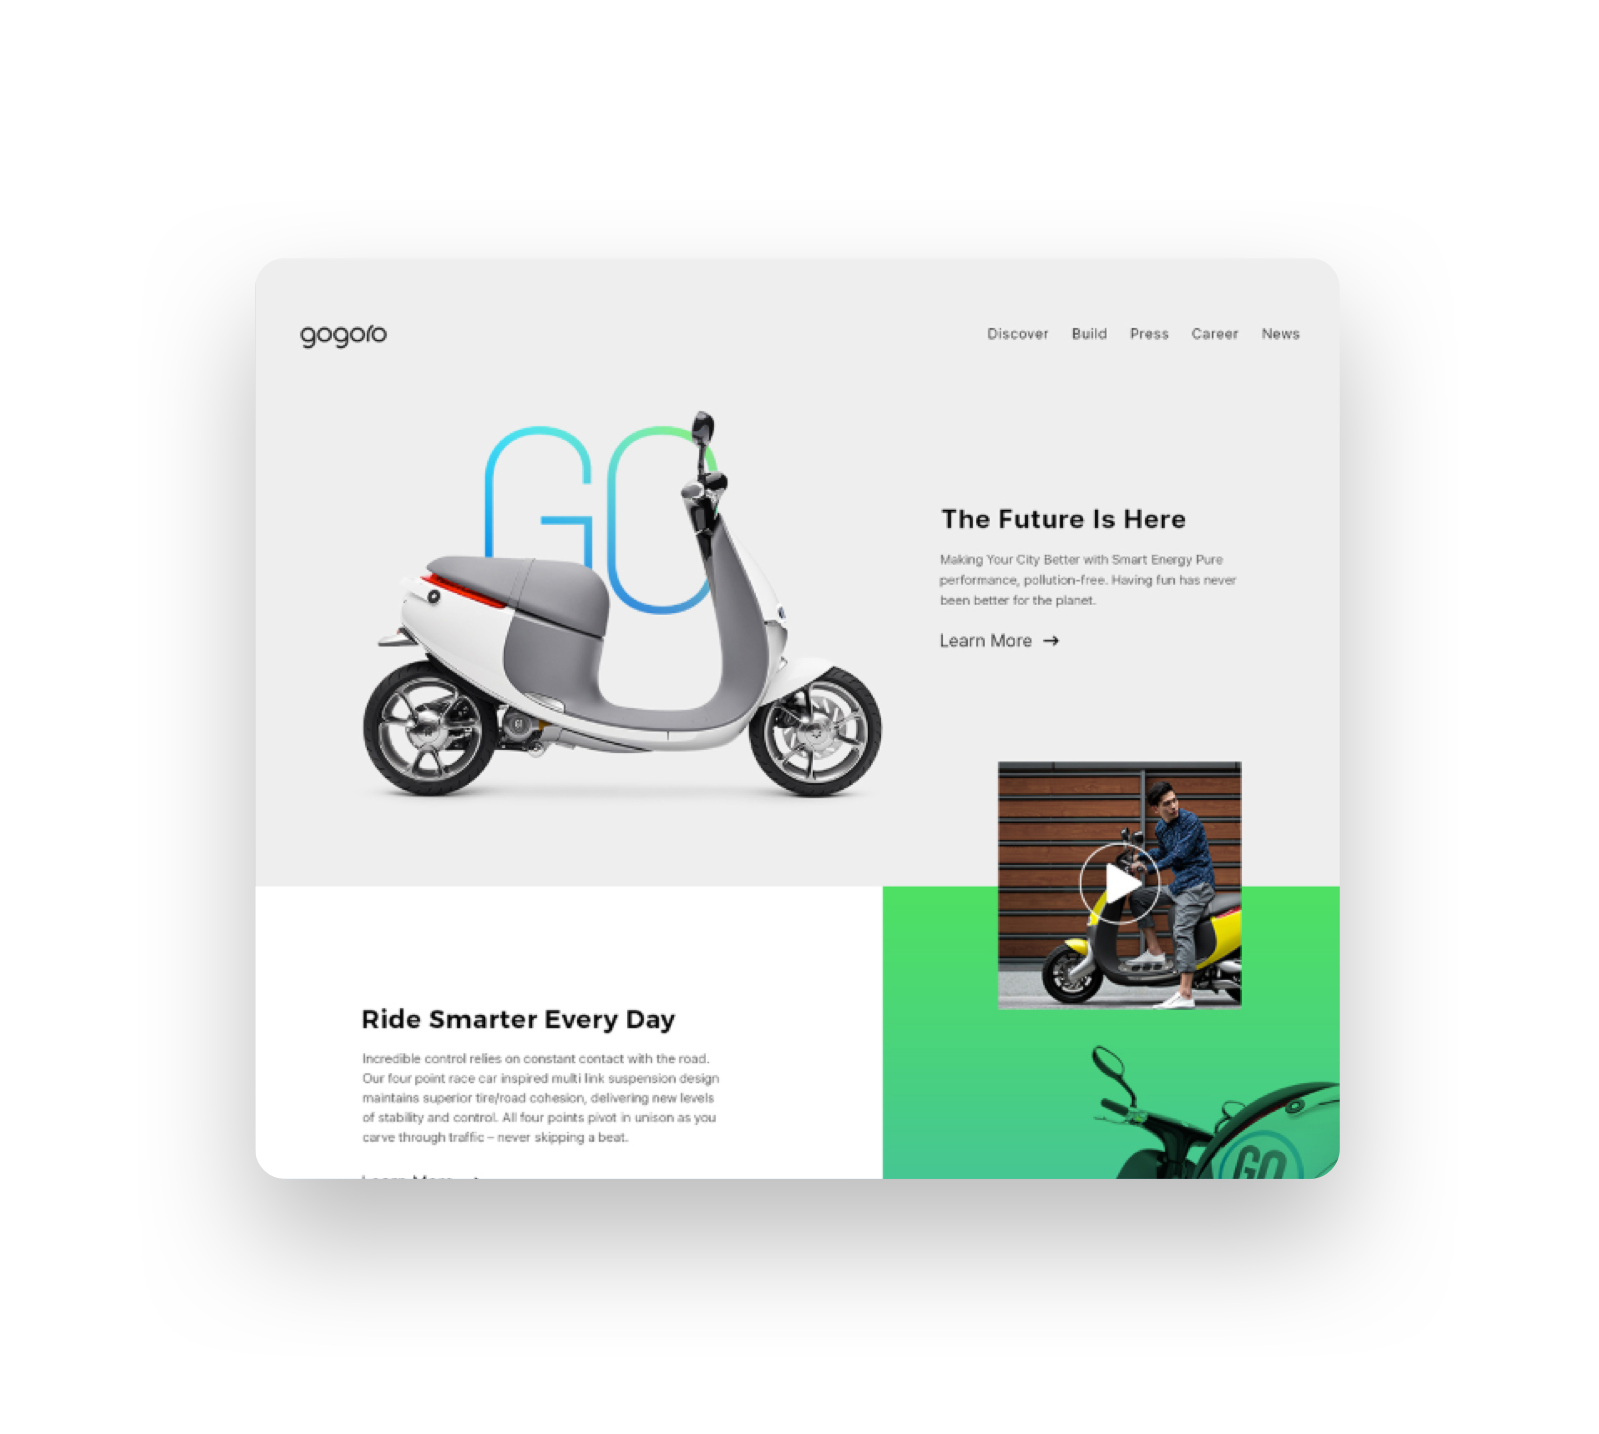 gogoro
Discover Build Press Career News
GO
The Future Is Here
Making Your City Better with Smart Energy Pure
performance, pollution-free. Having fun has never
been better for the planet.
Learn More →
Ride Smarter Every Day
Incredible control relies on constant contact with the road.
Our four point race car inspired multi link suspension design
maintains superior tire/road cohesion, delivering new levels
of stability and control. All four points pivot in unison as you
carve through traffic – never skipping a beat.
GO